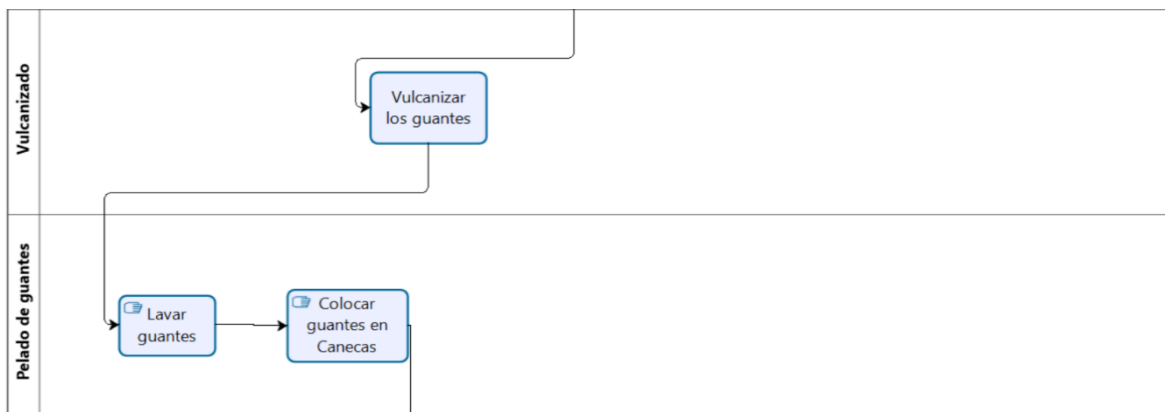 Vulcanizado
Vulcanizar
los guantes
Pelado de guantes
Lavar
guantes
Colocar
guantes en
Canecas